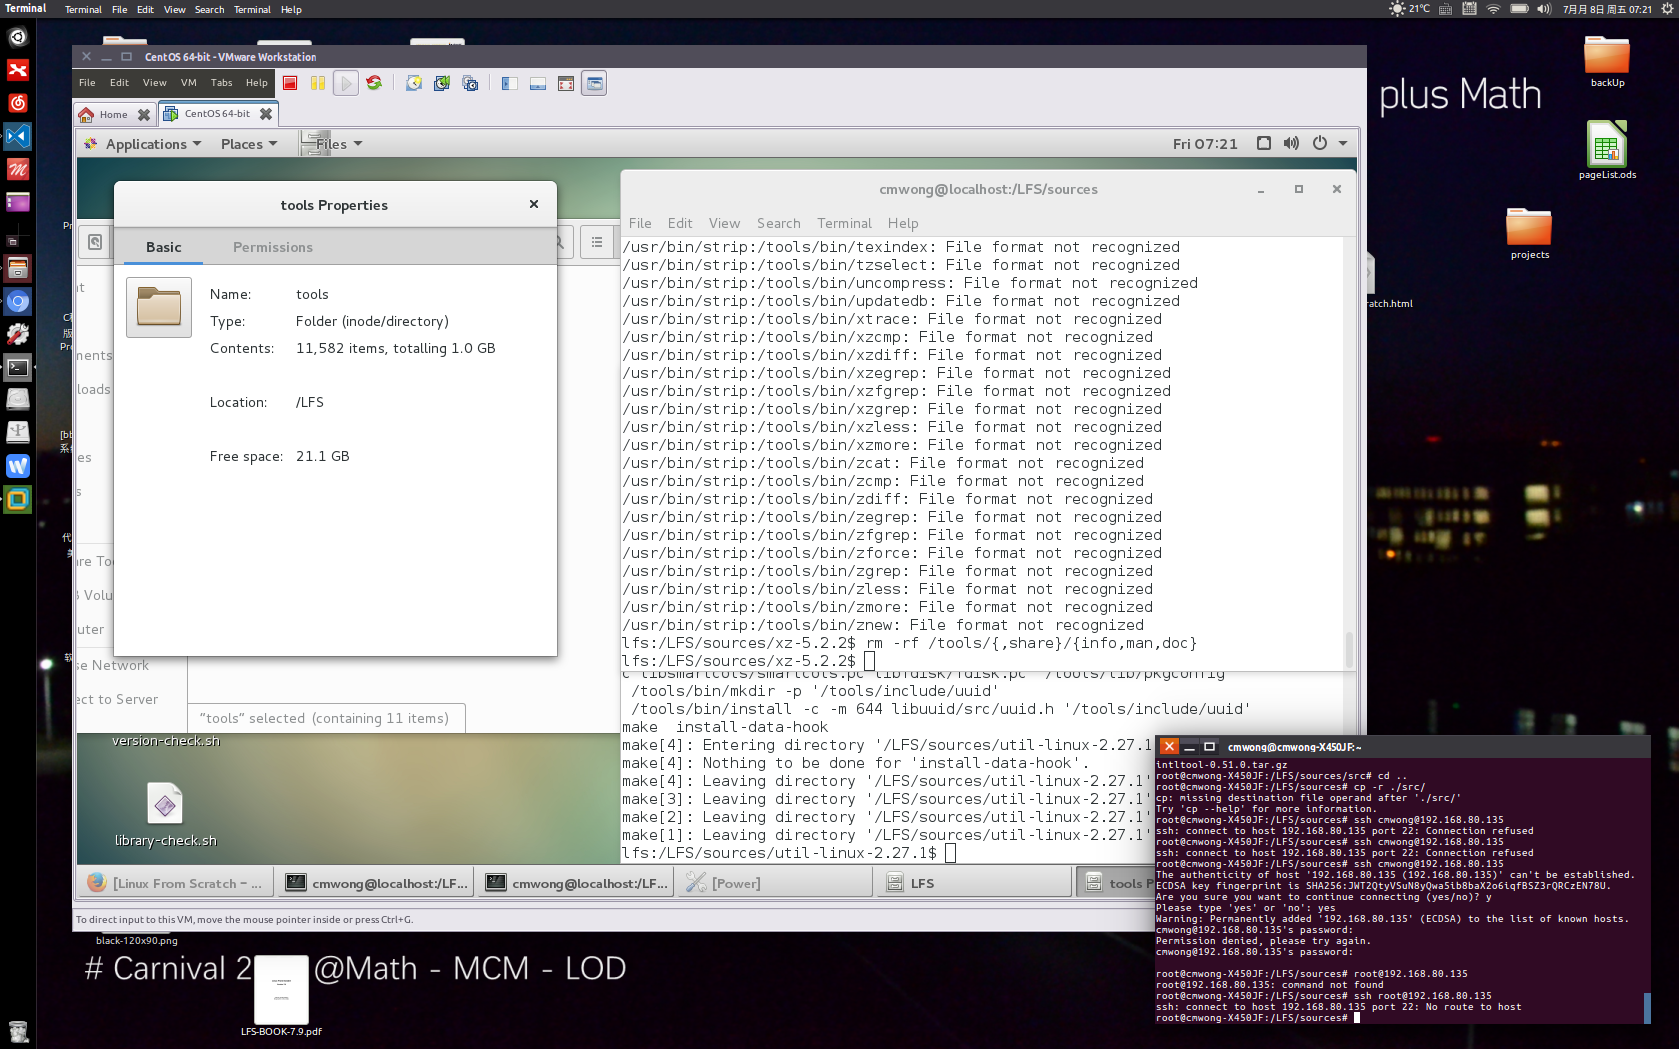 Terminal
Terminal File Edit View Search Terminal Help
21℃
7月月 8日 周五 07:21
CentOS 64-bit - VMware Workstation
File Edit View VM Tabs Help
Home
CentOS 64-bit
Applications Places Files
Fri 07:21
tools Properties
Basic Permissions
Name: tools
Type: Folder (inode/directory)
Contents: 11,582 items, totalling 1.0 GB
Location: /LFS
Free space: 21.1 GB
cmwong@localhost:/LFS/sources
File Edit View Search Terminal Help
/usr/bin/strip:/tools/bin/texindex: File format not recognized
/usr/bin/strip:/tools/bin/tzselect: File format not recognized
/usr/bin/strip:/tools/bin/uncompress: File format not recognized
/usr/bin/strip:/tools/bin/updatedb: File format not recognized
/usr/bin/strip:/tools/bin/xtrace: File format not recognized
/usr/bin/strip:/tools/bin/xzcmp: File format not recognized
/usr/bin/strip:/tools/bin/xzdiff: File format not recognized
/usr/bin/strip:/tools/bin/xzegrep: File format not recognized
/usr/bin/strip:/tools/bin/xzfgrep: File format not recognized
/usr/bin/strip:/tools/bin/xzgrep: File format not recognized
/usr/bin/strip:/tools/bin/xzless: File format not recognized
/usr/bin/strip:/tools/bin/xzmore: File format not recognized
/usr/bin/strip:/tools/bin/zcat: File format not recognized
/usr/bin/strip:/tools/bin/zcmp: File format not recognized
/usr/bin/strip:/tools/bin/zdiff: File format not recognized
/usr/bin/strip:/tools/bin/zegrep: File format not recognized
/usr/bin/strip:/tools/bin/zfgrep: File format not recognized
/usr/bin/strip:/tools/bin/zforce: File format not recognized
/usr/bin/strip:/tools/bin/zgrep: File format not recognized
/usr/bin/strip:/tools/bin/zless: File format not recognized
/usr/bin/strip:/tools/bin/zmore: File format not recognized
/usr/bin/strip:/tools/bin/znew: File format not recognized
lfs:/LFS/sources/xz-5.2.2$ rm -rf /tools/{,share}/{info,man,doc}
lfs:/LFS/sources/xz-5.2.2$
c libsmartcols/smartcols.pc libfdisk/fdisk.pc '/tools/lib/pkgconfig
/tools/bin/mkdir -p '/tools/include/uuid'
/tools/bin/install -c -m 644 libuuid/src/uuid.h '/tools/include/uuid'
make  install-data-hook
make[4]: Entering directory '/LFS/sources/util-linux-2.27.1'
make[4]: Nothing to be done for 'install-data-hook'.
make[4]: Leaving directory '/LFS/sources/util-linux-2.27.1'
make[3]: Leaving directory '/LFS/sources/util-linux-2.27.1'
make[2]: Leaving directory '/LFS/sources/util-linux-2.27.1'
make[1]: Leaving directory '/LFS/sources/util-linux-2.27.1'
lfs:/LFS/sources/util-linux-2.27.1$
ments
loads
es
s
are Too
B Volu
uter
se Network
ect to Server
"tools" selected (containing 11 items)
version-check.sh
library-check.sh
[Linux From Scratch - ...
cmwong@localhost:/LF...
cmwong@localhost:/LF...
[Power]
LFS
tools P
To direct input to this VM, move the mouse pointer inside or press Ctrl+G.
plus Math
backUp
pageList.ods
projects
atch.html
black-120x90.png
# Carnival 2 @Math - MCM - LOD
LFS-BOOK-7.9.pdf
cmwong@cmwong-X450JF:~
intltool-0.51.0.tar.gz
root@cmwong-X450JF:/LFS/sources/src# cd ..
root@cmwong-X450JF:/LFS/sources# cp -r ./src/
cp: missing destination file operand after './src/'
Try 'cp --help' for more information.
root@cmwong-X450JF:/LFS/sources# ssh cmwong@192.168.80.135
ssh: connect to host 192.168.80.135 port 22: Connection refused
root@cmwong-X450JF:/LFS/sources# ssh cmwong@192.168.80.135
ssh: connect to host 192.168.80.135 port 22: Connection refused
root@cmwong-X450JF:/LFS/sources# ssh cmwong@192.168.80.135
The authenticity of host '192.168.80.135 (192.168.80.135)' can't be established.
ECDSA key fingerprint is SHA256:JWT2QtyVSuN8yQwa5ib8baX2o6iqfBSZ3rQRCzEN78U.
Are you sure you want to continue connecting (yes/no)? y
Please type 'yes' or 'no': yes
Warning: Permanently added '192.168.80.135' (ECDSA) to the list of known hosts.
cmwong@192.168.80.135's password:
Permission denied, please try again.
cmwong@192.168.80.135's password:
root@cmwong-X450JF:/LFS/sources# root@192.168.80.135
root@192.168.80.135: command not found
root@cmwong-X450JF:/LFS/sources# ssh root@192.168.80.135
ssh: connect to host 192.168.80.135 port 22: No route to host
root@cmwong-X450JF:/LFS/sources#